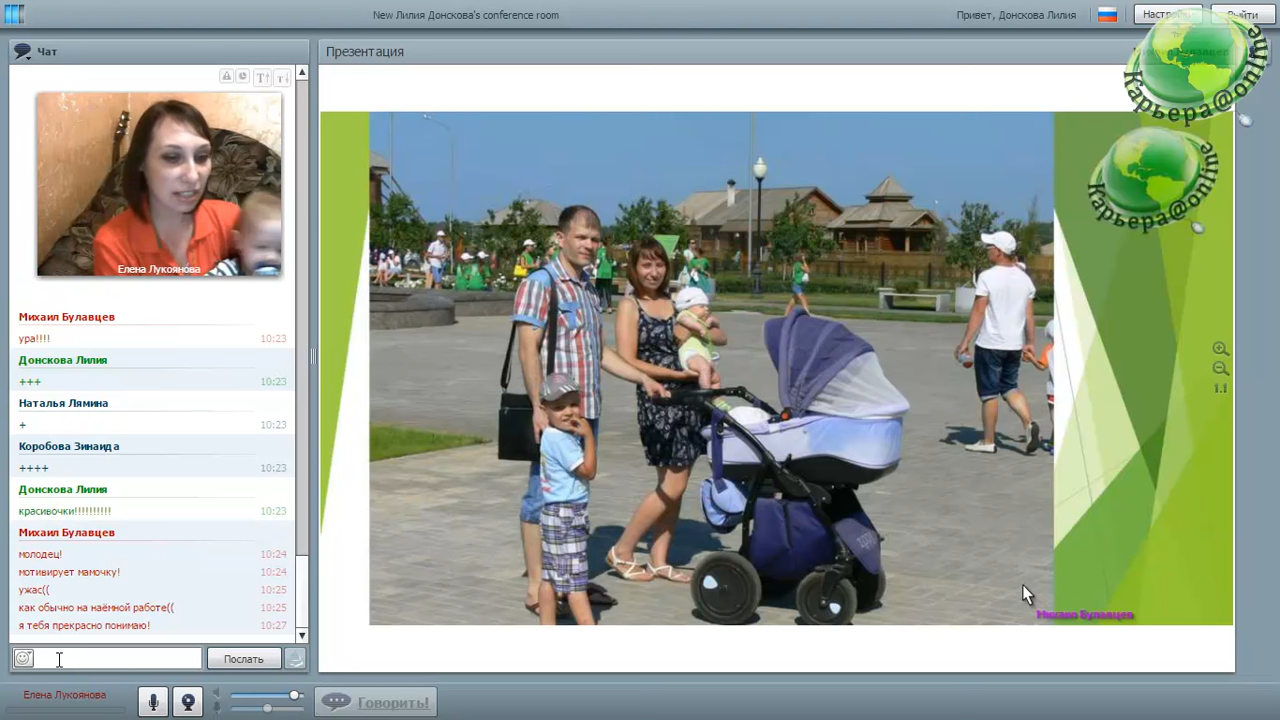 New Лилия Донскова's conference room
Привет, Донскова Лилия
Выйти
Чат
Презентация
Карьера@online
Карьера@online
Елена Лукоянова
Михаил Булавцев
ура!!!! 10:23
Донскова Лилия
+++ 10:23
Наталья Лямина
+ 10:23
Коробова Зинаида
++++ 10:23
Донскова Лилия
красивочки!!!!!!!!!! 10:23
Михаил Булавцев
молодец! 10:24
мотивирует мамочку! 10:24
ужас(( 10:25
как обычно на наёмной работе(( 10:25
я тебя прекрасно понимаю! 10:27
1:1
Михаил Булавцев
Послать
Елена Лукоянова
Говорить!